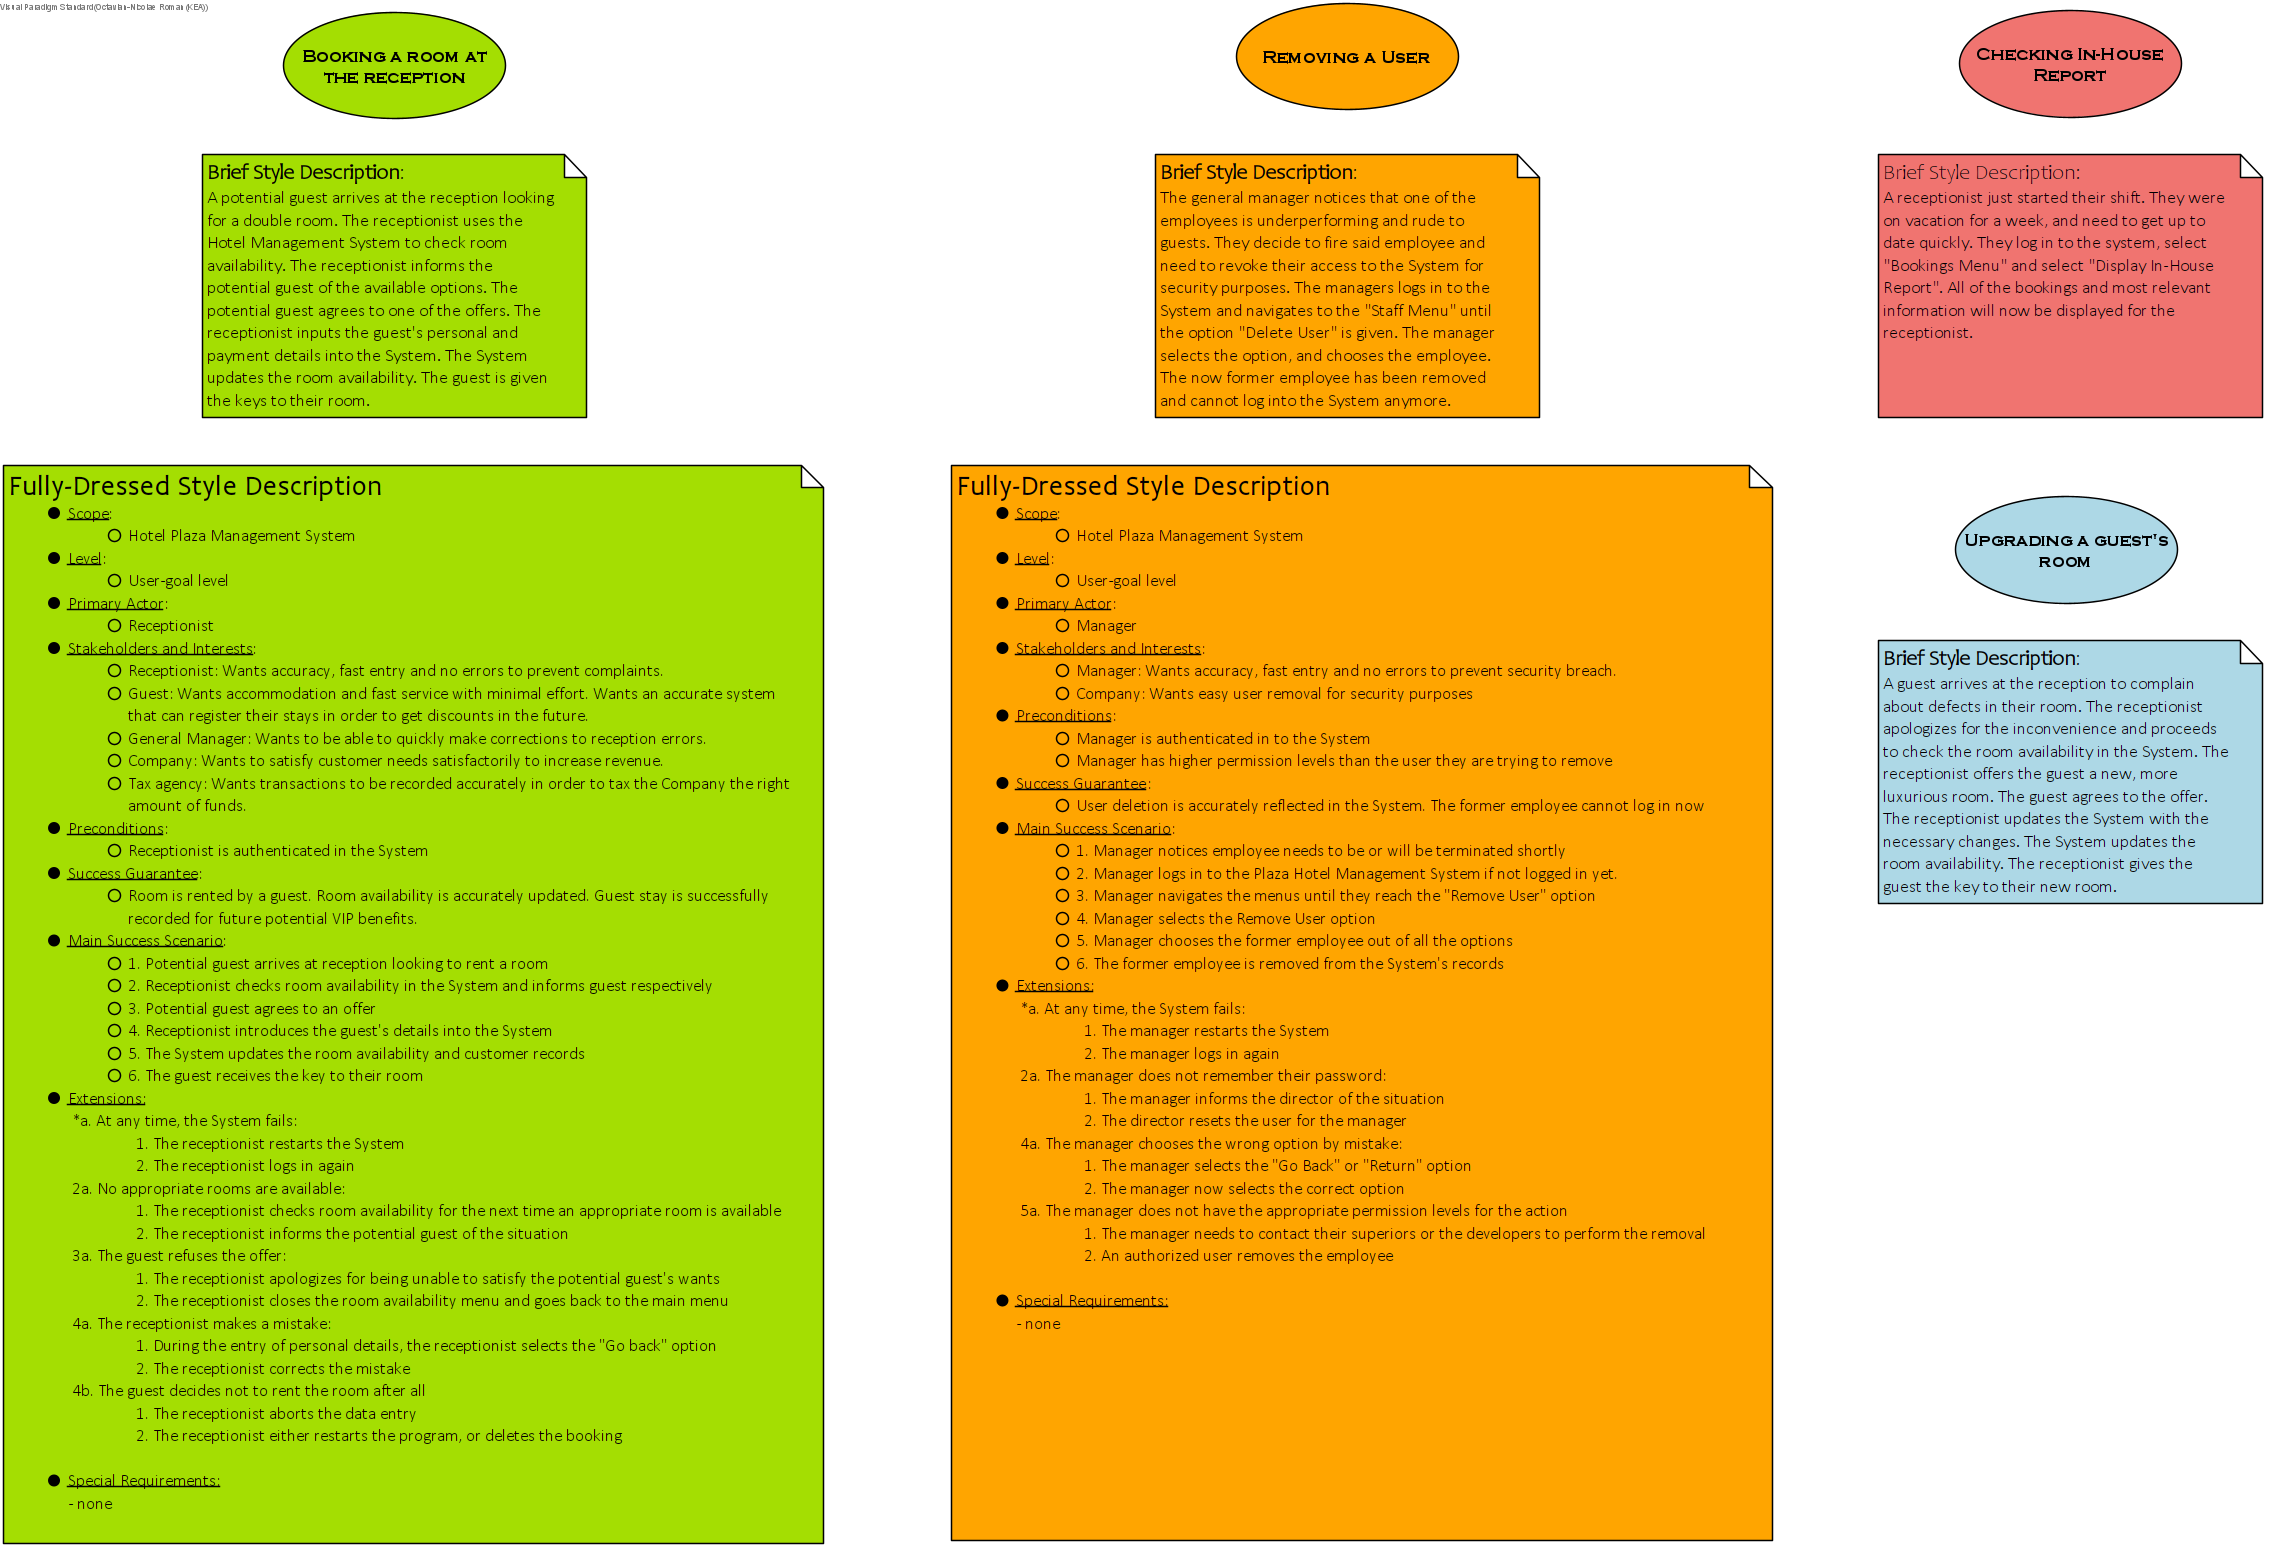 Visual Paradigm Standard(Octavian-Nicolae Roman(KEA))
Booking a room at
the reception
Brief Style Description:
A potential guest arrives at the reception looking
for a double room. The receptionist uses the
Hotel Management System to check room
availability. The receptionist informs the
potential guest of the available options. The
potential guest agrees to one of the offers. The
receptionist inputs the guest's personal and
payment details into the System. The System
updates the room availability. The guest is given
the keys to their room.
Fully-Dressed Style Description
● Scope:
○ Hotel Plaza Management System
● Level:
○ User-goal level
● Primary Actor:
○ Receptionist
● Stakeholders and Interests:
○ Receptionist: Wants accuracy, fast entry and no errors to prevent complaints.
○ Guest: Wants accommodation and fast service with minimal effort. Wants an accurate system
that can register their stays in order to get discounts in the future.
○ General Manager: Wants to be able to quickly make corrections to reception errors.
○ Company: Wants to satisfy customer needs satisfactorily to increase revenue.
○ Tax agency: Wants transactions to be recorded accurately in order to tax the Company the right
amount of funds.
● Preconditions:
○ Receptionist is authenticated in the System
● Success Guarantee:
○ Room is rented by a guest. Room availability is accurately updated. Guest stay is successfully
recorded for future potential VIP benefits.
● Main Success Scenario:
○ 1. Potential guest arrives at reception looking to rent a room
○ 2. Receptionist checks room availability in the System and informs guest respectively
○ 3. Potential guest agrees to an offer
○ 4. Receptionist introduces the guest's details into the System
○ 5. The System updates the room availability and customer records
○ 6. The guest receives the key to their room
● Extensions:
*a. At any time, the System fails:
1. The receptionist restarts the System
2. The receptionist logs in again
2a. No appropriate rooms are available:
1. The receptionist checks room availability for the next time an appropriate room is available
2. The receptionist informs the potential guest of the situation
3a. The guest refuses the offer:
1. The receptionist apologizes for being unable to satisfy the potential guest's wants
2. The receptionist closes the room availability menu and goes back to the main menu
4a. The receptionist makes a mistake:
1. During the entry of personal details, the receptionist selects the "Go back" option
2. The receptionist corrects the mistake
4b. The guest decides not to rent the room after all
1. The receptionist aborts the data entry
2. The receptionist either restarts the program, or deletes the booking
● Special Requirements:
- none
Removing a User
Brief Style Description:
The general manager notices that one of the
employees is underperforming and rude to
guests. They decide to fire said employee and
need to revoke their access to the System for
security purposes. The managers logs in to the
System and navigates to the "Staff Menu" until
the option "Delete User" is given. The manager
selects the option, and chooses the employee.
The now former employee has been removed
and cannot log into the System anymore.
Fully-Dressed Style Description
● Scope:
○ Hotel Plaza Management System
● Level:
○ User-goal level
● Primary Actor:
○ Manager
● Stakeholders and Interests:
○ Manager: Wants accuracy, fast entry and no errors to prevent security breach.
○ Company: Wants easy user removal for security purposes
● Preconditions:
○ Manager is authenticated in to the System
○ Manager has higher permission levels than the user they are trying to remove
● Success Guarantee:
○ User deletion is accurately reflected in the System. The former employee cannot log in now
● Main Success Scenario:
○ 1. Manager notices employee needs to be or will be terminated shortly
○ 2. Manager logs in to the Plaza Hotel Management System if not logged in yet.
○ 3. Manager navigates the menus until they reach the "Remove User" option
○ 4. Manager selects the Remove User option
○ 5. Manager chooses the former employee out of all the options
○ 6. The former employee is removed from the System's records
● Extensions:
*a. At any time, the System fails:
1. The manager restarts the System
2. The manager logs in again
2a. The manager does not remember their password:
1. The manager informs the director of the situation
2. The director resets the user for the manager
4a. The manager chooses the wrong option by mistake:
1. The manager selects the "Go Back" or "Return" option
2. The manager now selects the correct option
5a. The manager does not have the appropriate permission levels for the action
1. The manager needs to contact their superiors or the developers to perform the removal
2. An authorized user removes the employee
● Special Requirements:
- none
Checking In-House
Report
Brief Style Description:
A receptionist just started their shift. They were
on vacation for a week, and need to get up to
date quickly. They log in to the system, select
"Bookings Menu" and select "Display In-House
Report". All of the bookings and most relevant
information will now be displayed for the
receptionist.
Upgrading a guest's
room
Brief Style Description:
A guest arrives at the reception to complain
about defects in their room. The receptionist
apologizes for the inconvenience and proceeds
to check the room availability in the System. The
receptionist offers the guest a new, more
luxurious room. The guest agrees to the offer.
The receptionist updates the System with the
necessary changes. The System updates the
room availability. The receptionist gives the
guest the key to their new room.